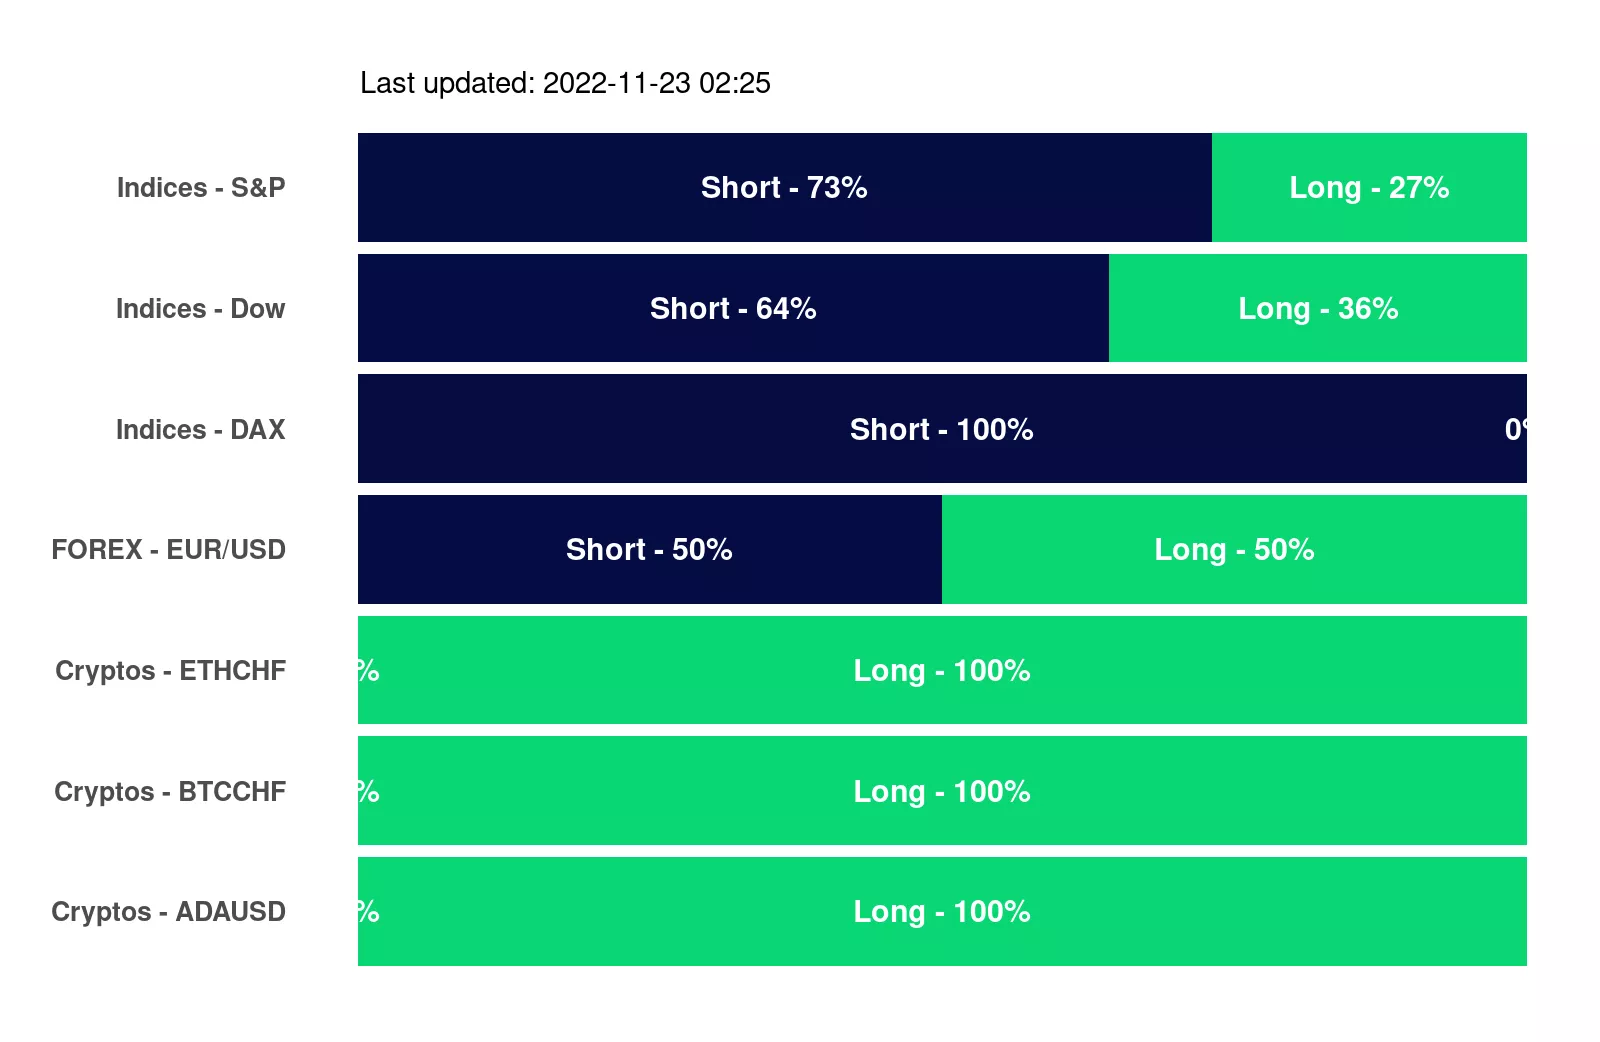 Last updated: 2022-11-23 02:25
Indices - S&P Short - 73% Long - 27%
Indices - Dow Short - 64% Long - 36%
Indices - DAX Short - 100% 0%
FOREX - EUR/USD Short - 50% Long - 50%
Cryptos - ETHCHF % Long - 100%
Cryptos - BTCCHF % Long - 100%
Cryptos - ADAUSD % Long - 100%